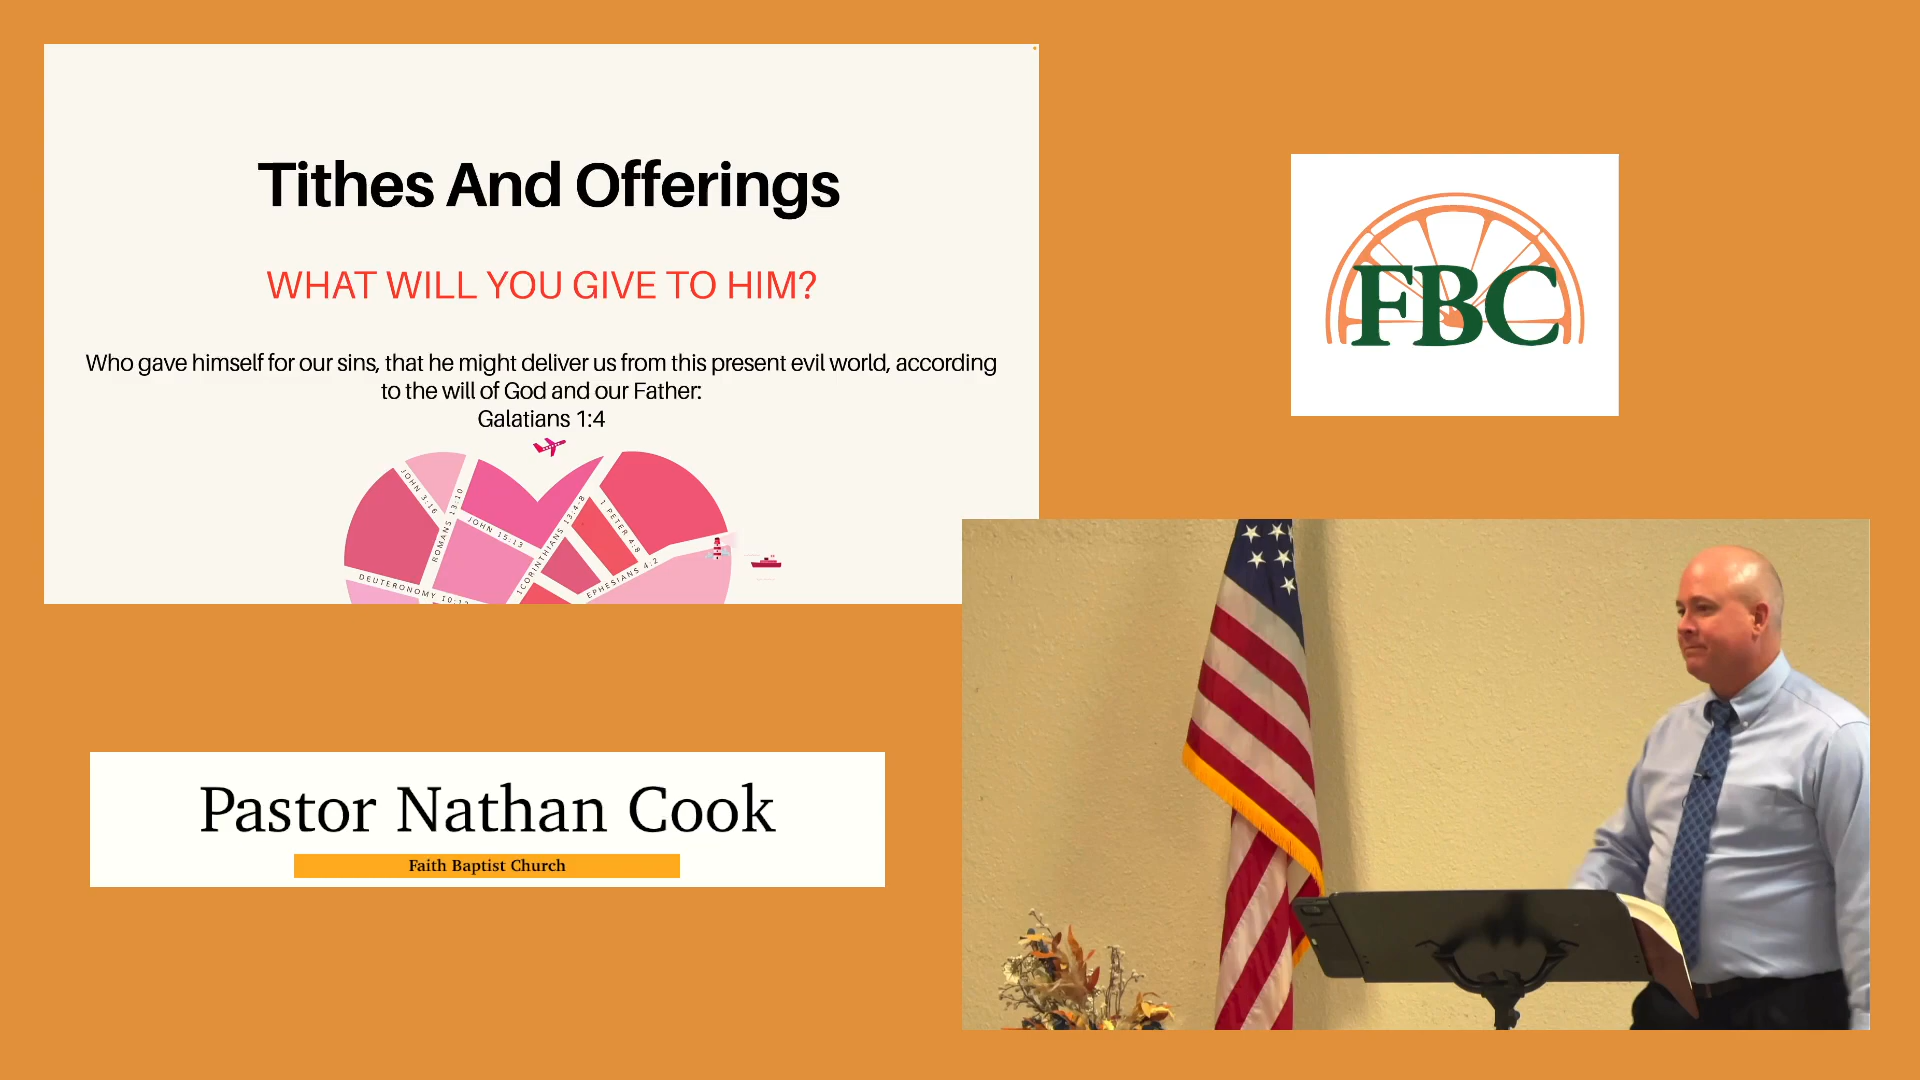 Tithes And Offerings
WHAT WILL YOU GIVE TO HIM?
Who gave himself for our sins, that he might deliver us from this present evil world, according
to the will of God and our Father:
Galatians 1:4
JOHN 3:16
ROMANS 13:10
JOHN 15:13
1CORINTHIANS 13:4-8
1 PETER 4:8
EPHESIANS 4:2
DEUTERONOMY 10:12
FBC
Pastor Nathan Cook
Faith Baptist Church